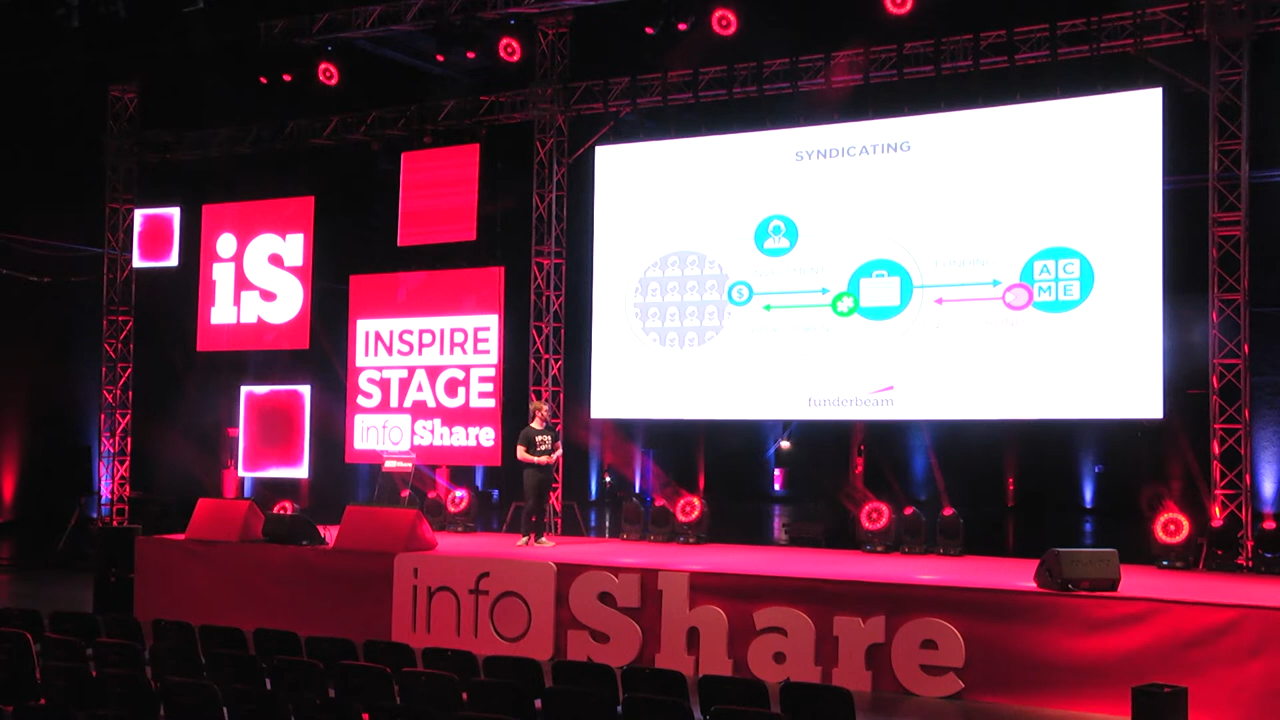 SYNDICATING
iS
A C
M E
$
INSPIRE
STAGE
info Share
funderbeam
info Share